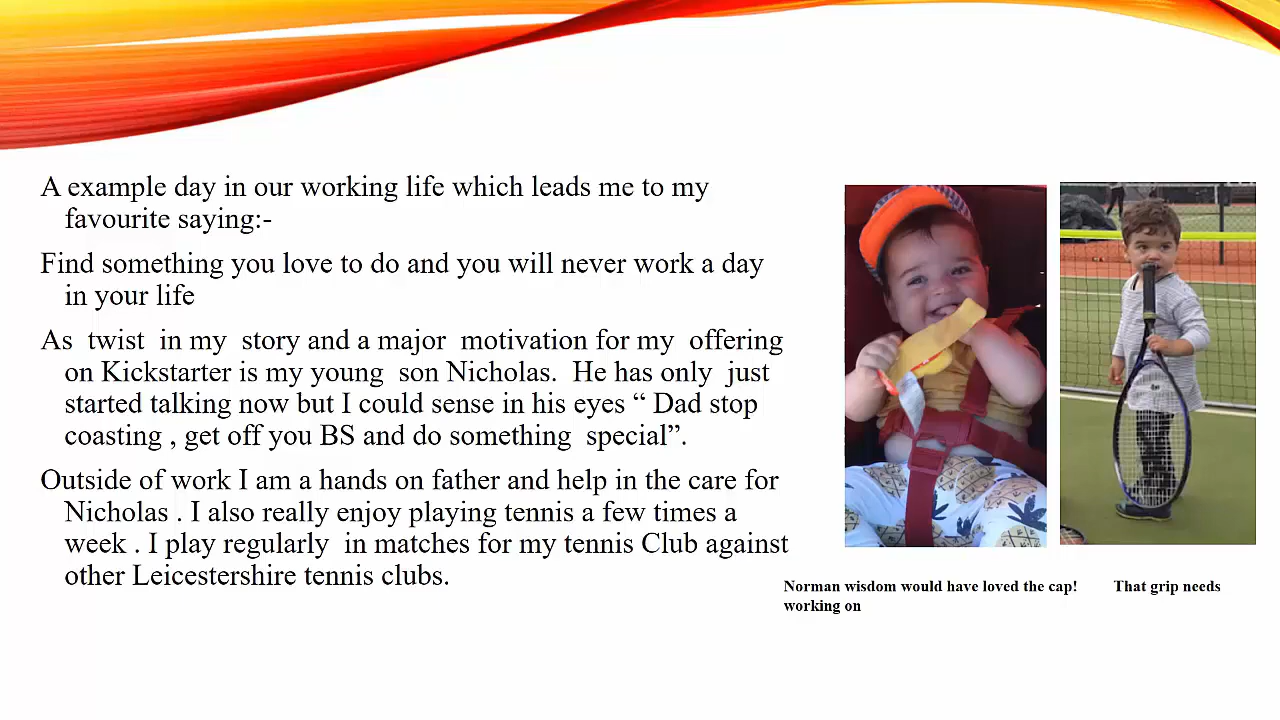 A example day in our working life which leads me to my
favourite saying:-
Find something you love to do and you will never work a day
in your life
As twist in my story and a major motivation for my offering
on Kickstarter is my young son Nicholas. He has only just
started talking now but I could sense in his eyes “ Dad stop
coasting , get off you BS and do something special”.
Outside of work I am a hands on father and help in the care for
Nicholas . I also really enjoy playing tennis a few times a
week . I play regularly in matches for my tennis Club against
other Leicestershire tennis clubs.
Norman wisdom would have loved the cap! That grip needs
working on